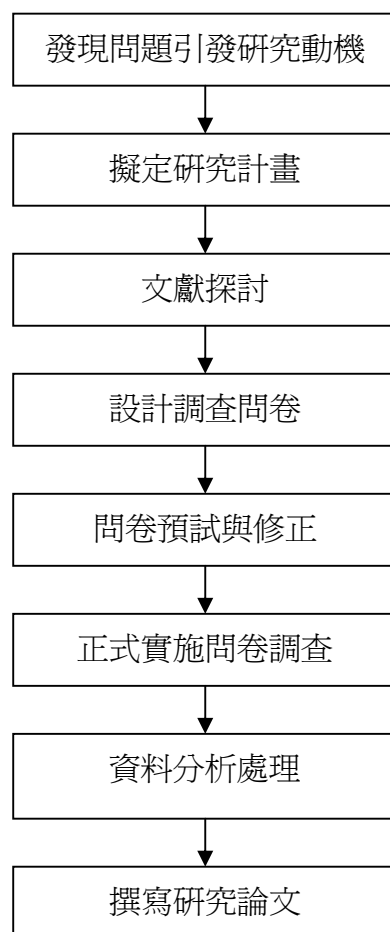 發現問題引發研究動機
擬定研究計畫
文獻探討
設計調查問卷
問卷預試與修正
正式實施問卷調查
資料分析處理
撰寫研究論文